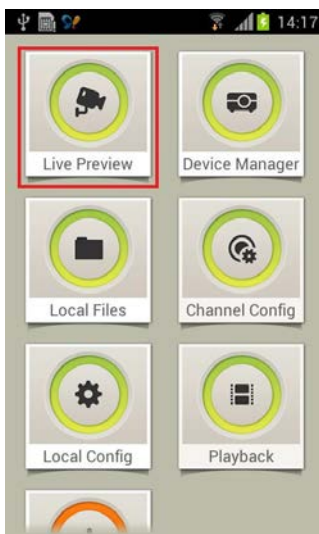 14:17
Live Preview
Device Manager
Local Files
Channel Config
Local Config
Playback